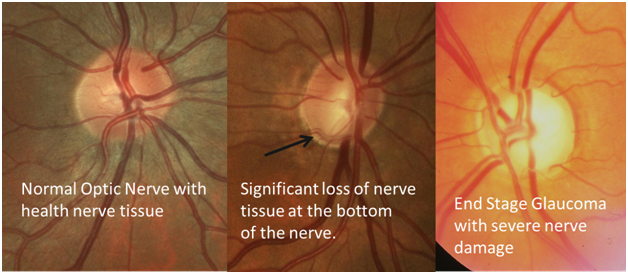 Normal Optic Nerve with
health nerve tissue
Significant loss of nerve
tissue at the bottom
of the nerve.
End Stage Glaucoma
with severe nerve
damage